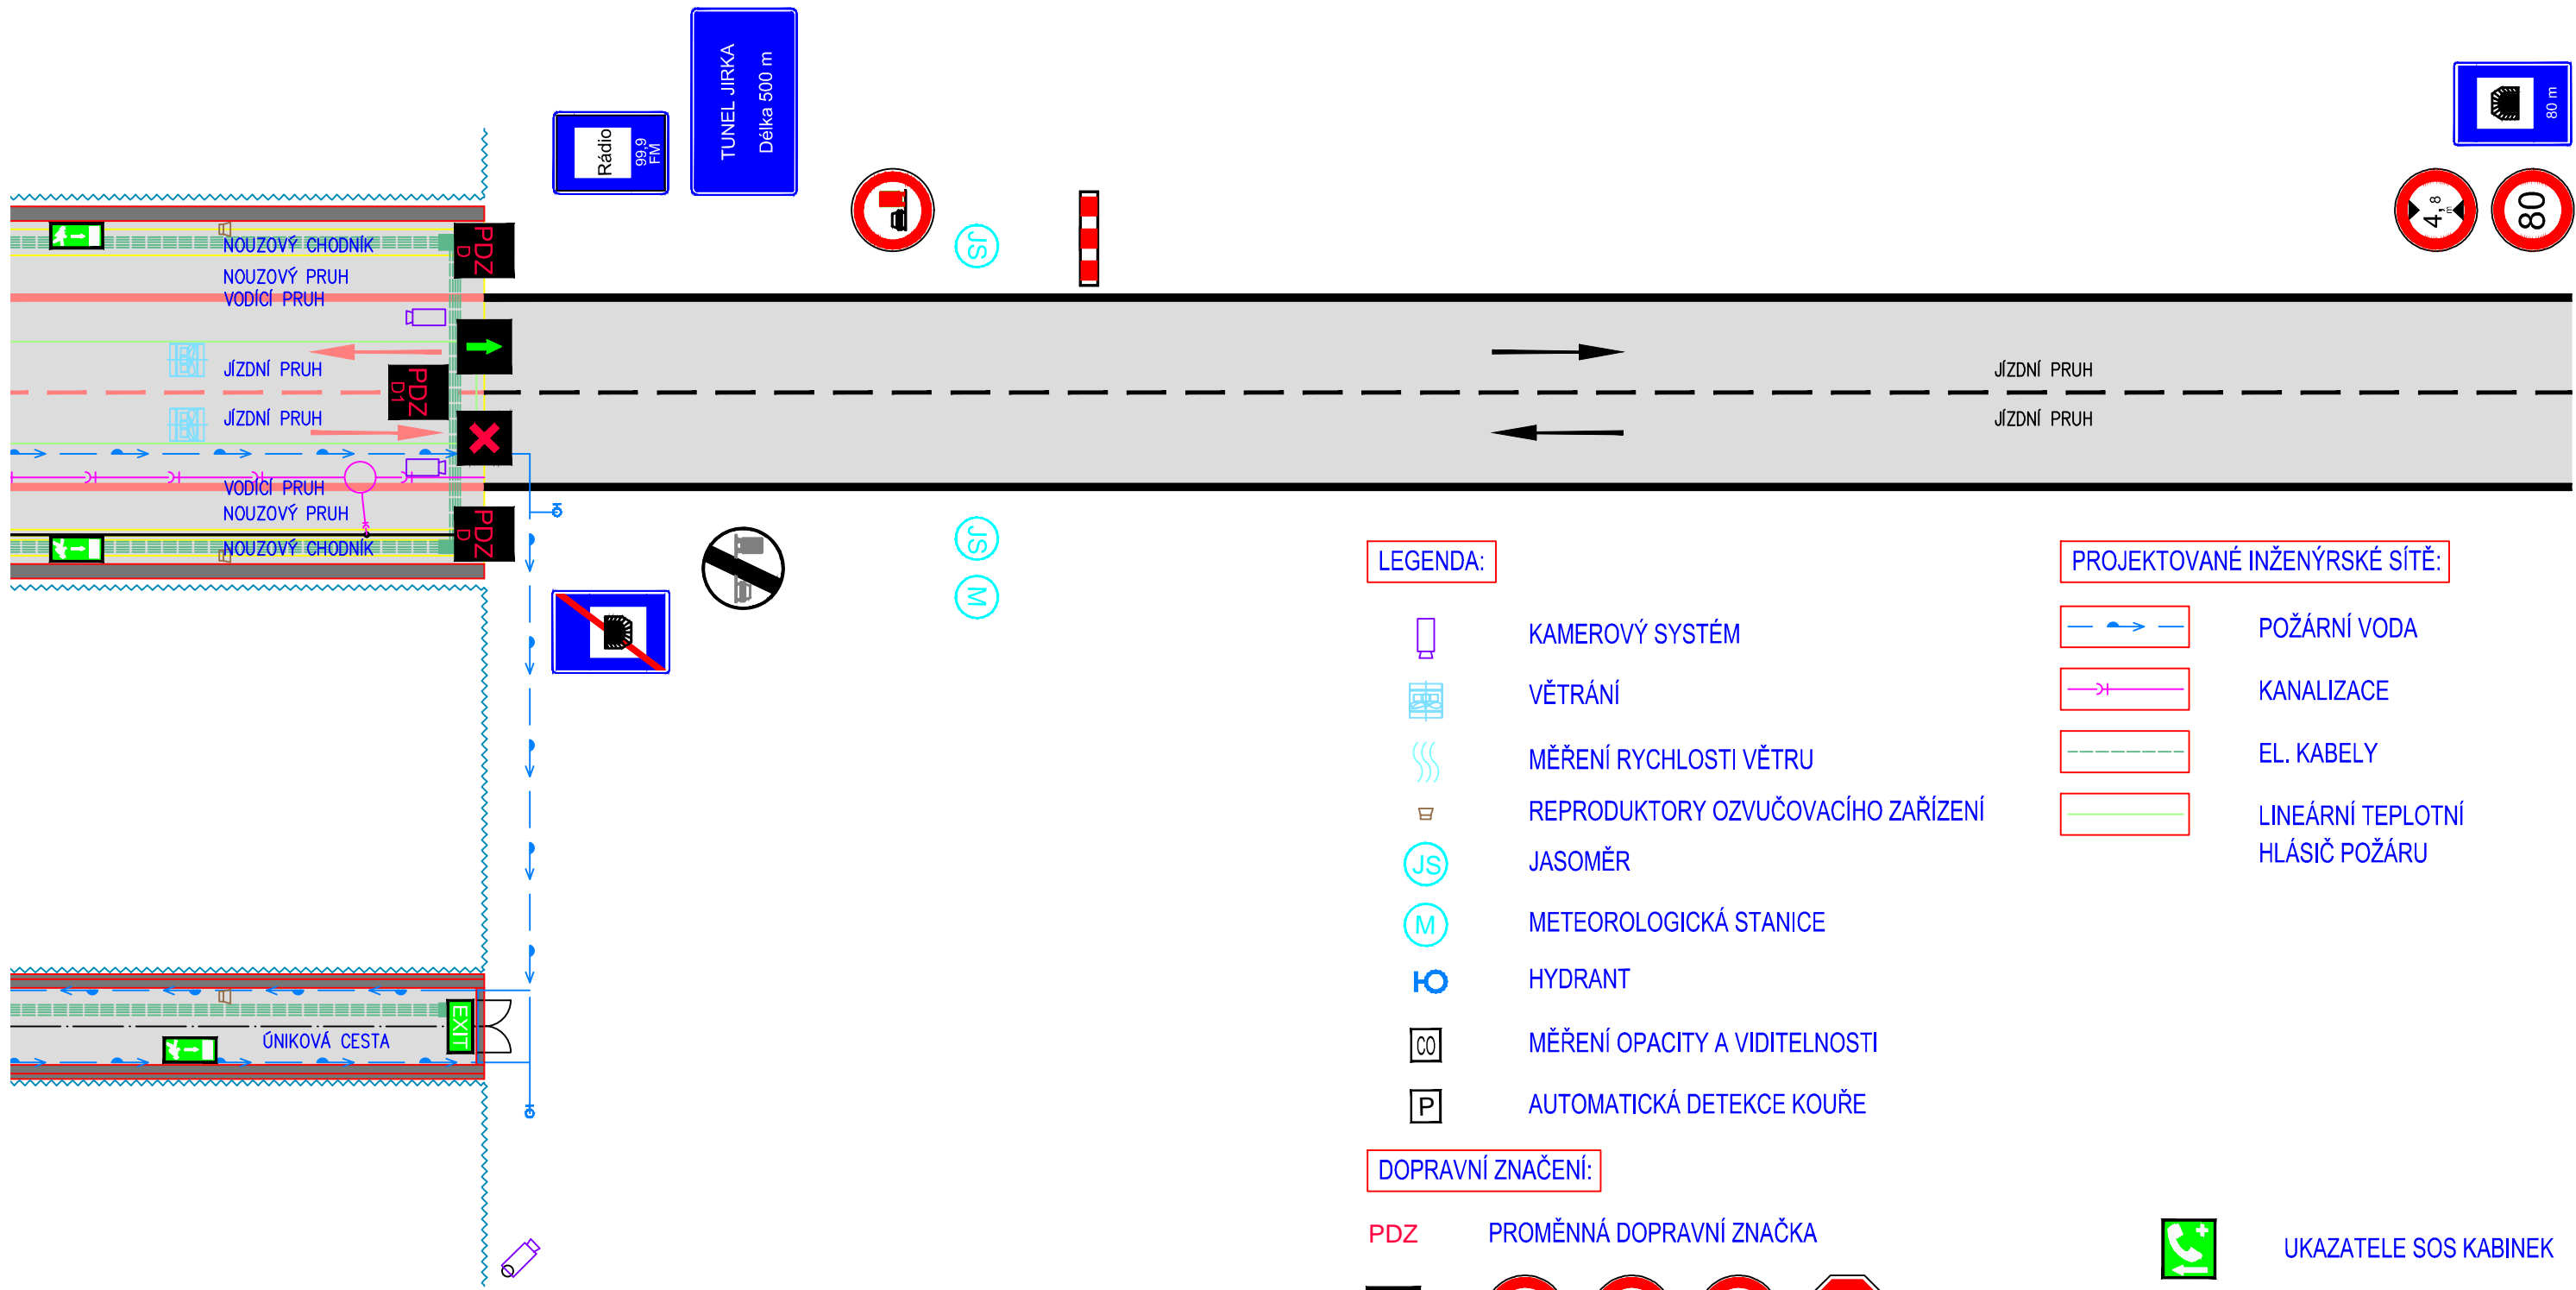 TUNEL JIRKA
Délka 500 m
Rádio
99,9
FM
80 m
4,8
m
80
JS
PDZ
D
NOUZOVÝ CHODNÍK
NOUZOVÝ PRUH
VODÍCÍ PRUH
JÍZDNÍ PRUH
PDZ
D1
JÍZDNÍ PRUH
JÍZDNÍ PRUH
JÍZDNÍ PRUH
VODÍCÍ PRUH
NOUZOVÝ PRUH
NOUZOVÝ CHODNÍK
PDZ
D
JS
M
ÚNIKOVÁ CESTA
EXIT
LEGENDA:
KAMEROVÝ SYSTÉM
VĚTRÁNÍ
MĚŘENÍ RYCHLOSTI VĚTRU
REPRODUKTORY OZVUČOVACÍHO ZAŘÍZENÍ
JS JASOMĚR
M METEOROLOGICKÁ STANICE
HYDRANT
CO MĚŘENÍ OPACITY A VIDITELNOSTI
P AUTOMATICKÁ DETEKCE KOUŘE
PROJEKTOVANÉ INŽENÝRSKÉ SÍTĚ:
POŽÁRNÍ VODA
KANALIZACE
EL. KABELY
LINEÁRNÍ TEPLOTNÍ
HLÁSIČ POŽÁRU
DOPRAVNÍ ZNAČENÍ:
PDZ PROMĚNNÁ DOPRAVNÍ ZNAČKA
UKAZATELE SOS KABINEK